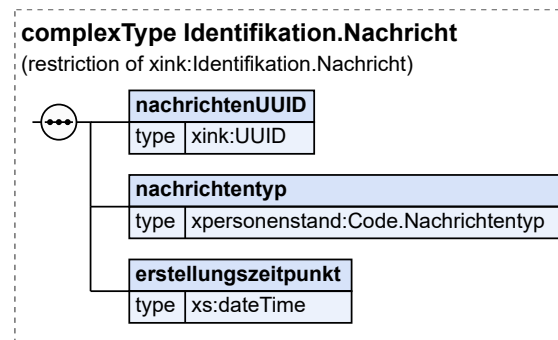 complexType Identifikation.Nachricht
(restriction of xink:Identifikation.Nachricht)
nachrichtenUUID
type xink:UUID
nachrichtentyp
type xpersonenstand:Code.Nachrichtentyp
erstellungszeitpunkt
type xs:dateTime